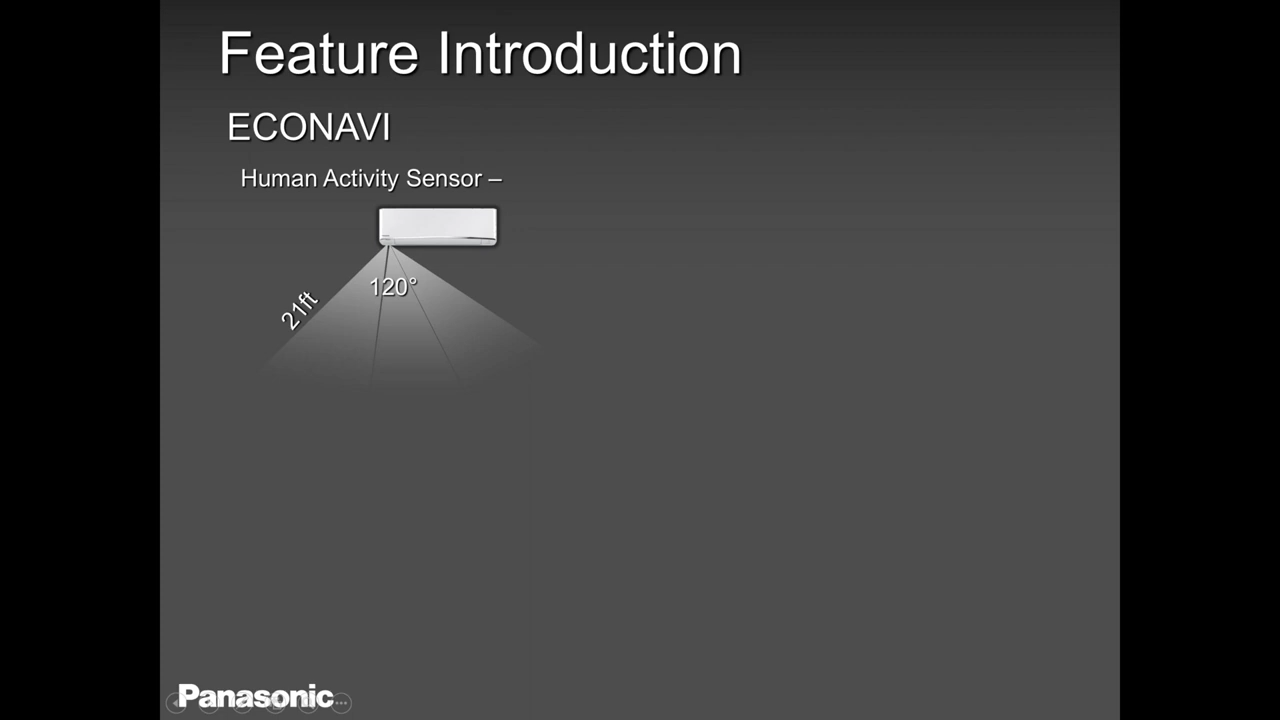 Feature Introduction
ECONAVI
Human Activity Sensor –
120°
21ft
Panasonic